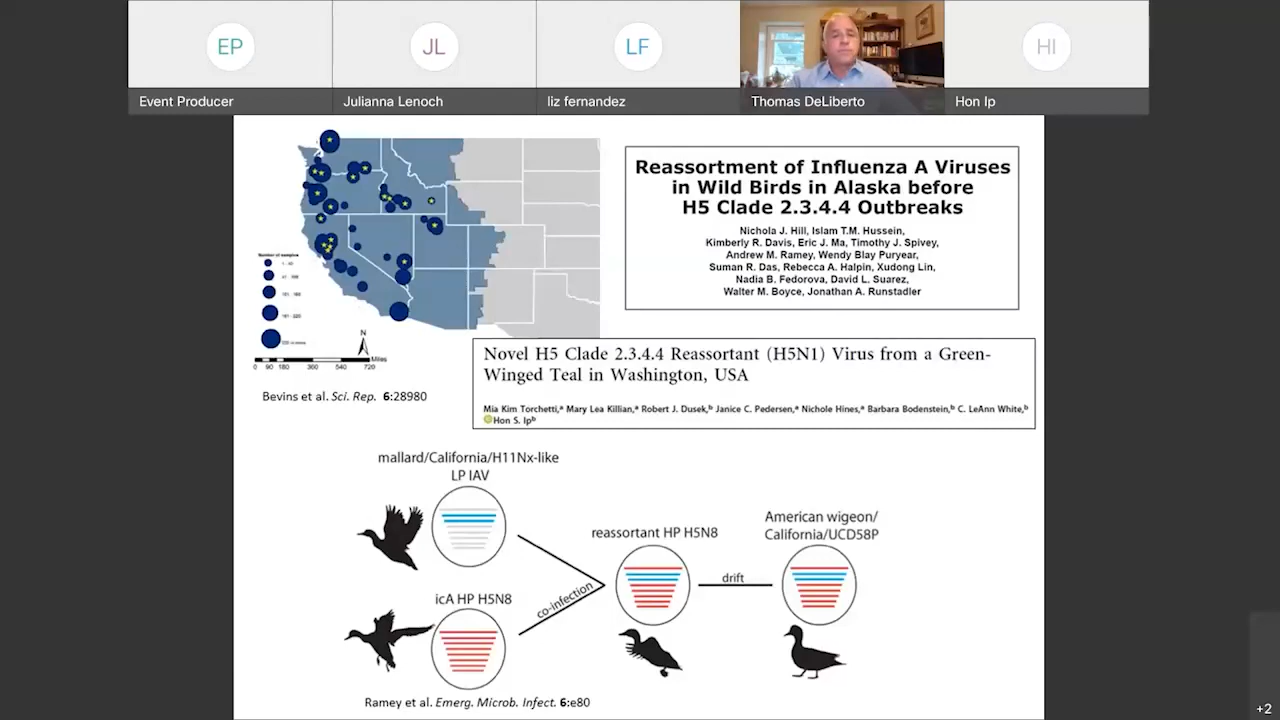 EP
JL
LF
HI
Event Producer
Julianna Lenoch
liz fernandez
Thomas DeLiberto
Hon Ip
Number of samples
N
Miles
0 90 180 360 540 720
Bevins et al. Sci. Rep. 6:28980
Reassortment of Influenza A Viruses
in Wild Birds in Alaska before
H5 Clade 2.3.4.4 Outbreaks
Nichola J. Hill, Islam T.M. Hussein,
Kimberly R. Davis, Eric J. Ma, Timothy J. Spivey,
Andrew M. Ramey, Wendy Blay Puryear,
Suman R. Das, Rebecca A. Halpin, Xudong Lin,
Nadia B. Fedorova, David L. Suarez,
Walter M. Boyce, Jonathan A. Runstadler
Novel H5 Clade 2.3.4.4 Reassortant (H5N1) Virus from a Green-
Winged Teal in Washington, USA
Mia Kim Torchetti,a Mary Lea Killian,a Robert J. Dusek,b Janice C. Pedersen,a Nichole Hines,a Barbara Bodenstein,b C. LeAnn White,b
Hon S. Ipb
mallard/California/H11Nx-like
LP IAV
icA HP H5N8
co-infection
reassortant HP H5N8
drift
American wigeon/
California/UCD58P
Ramey et al. Emerg. Microb. Infect. 6:e80
+2